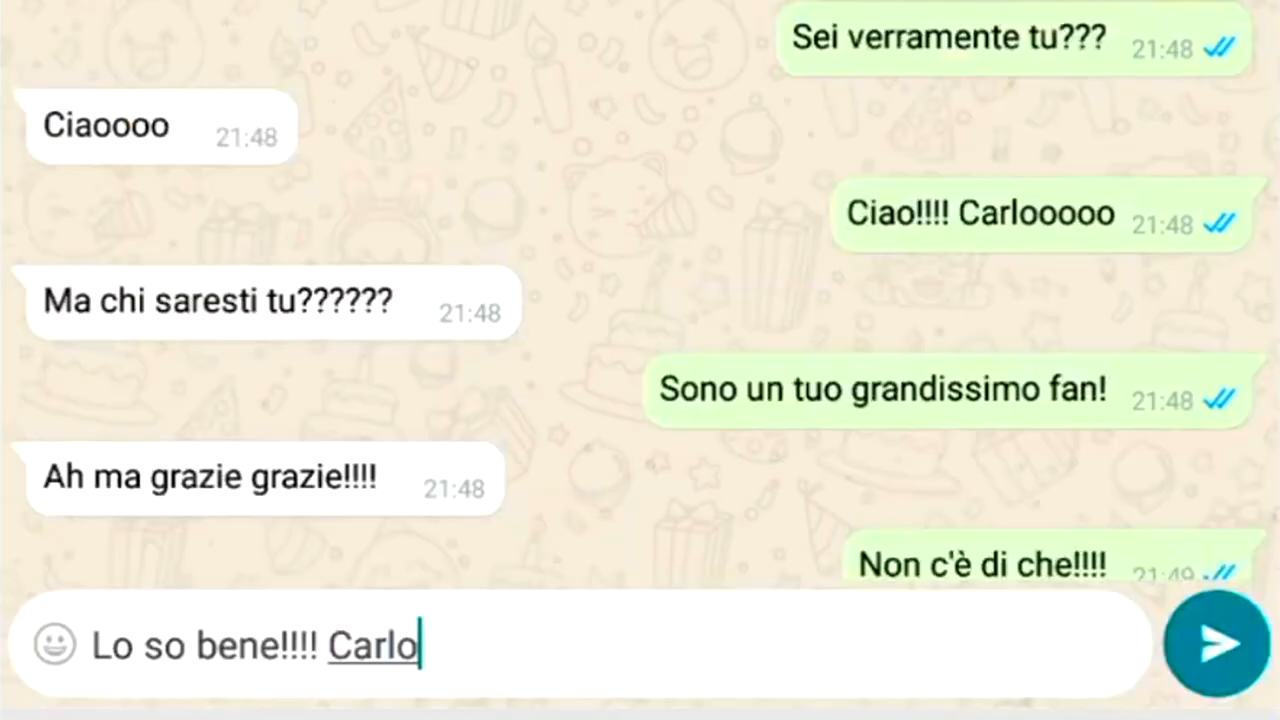 Sei verramente tu??? 21:48
Ciaoooo 21:48
Ciao!!!! Carlooooo 21:48
Ma chi saresti tu?????? 21:48
Sono un tuo grandissimo fan! 21:48
Ah ma grazie grazie!!!! 21:48
Non c'è di che!!!! 21:49
Lo so bene!!!! Carlo